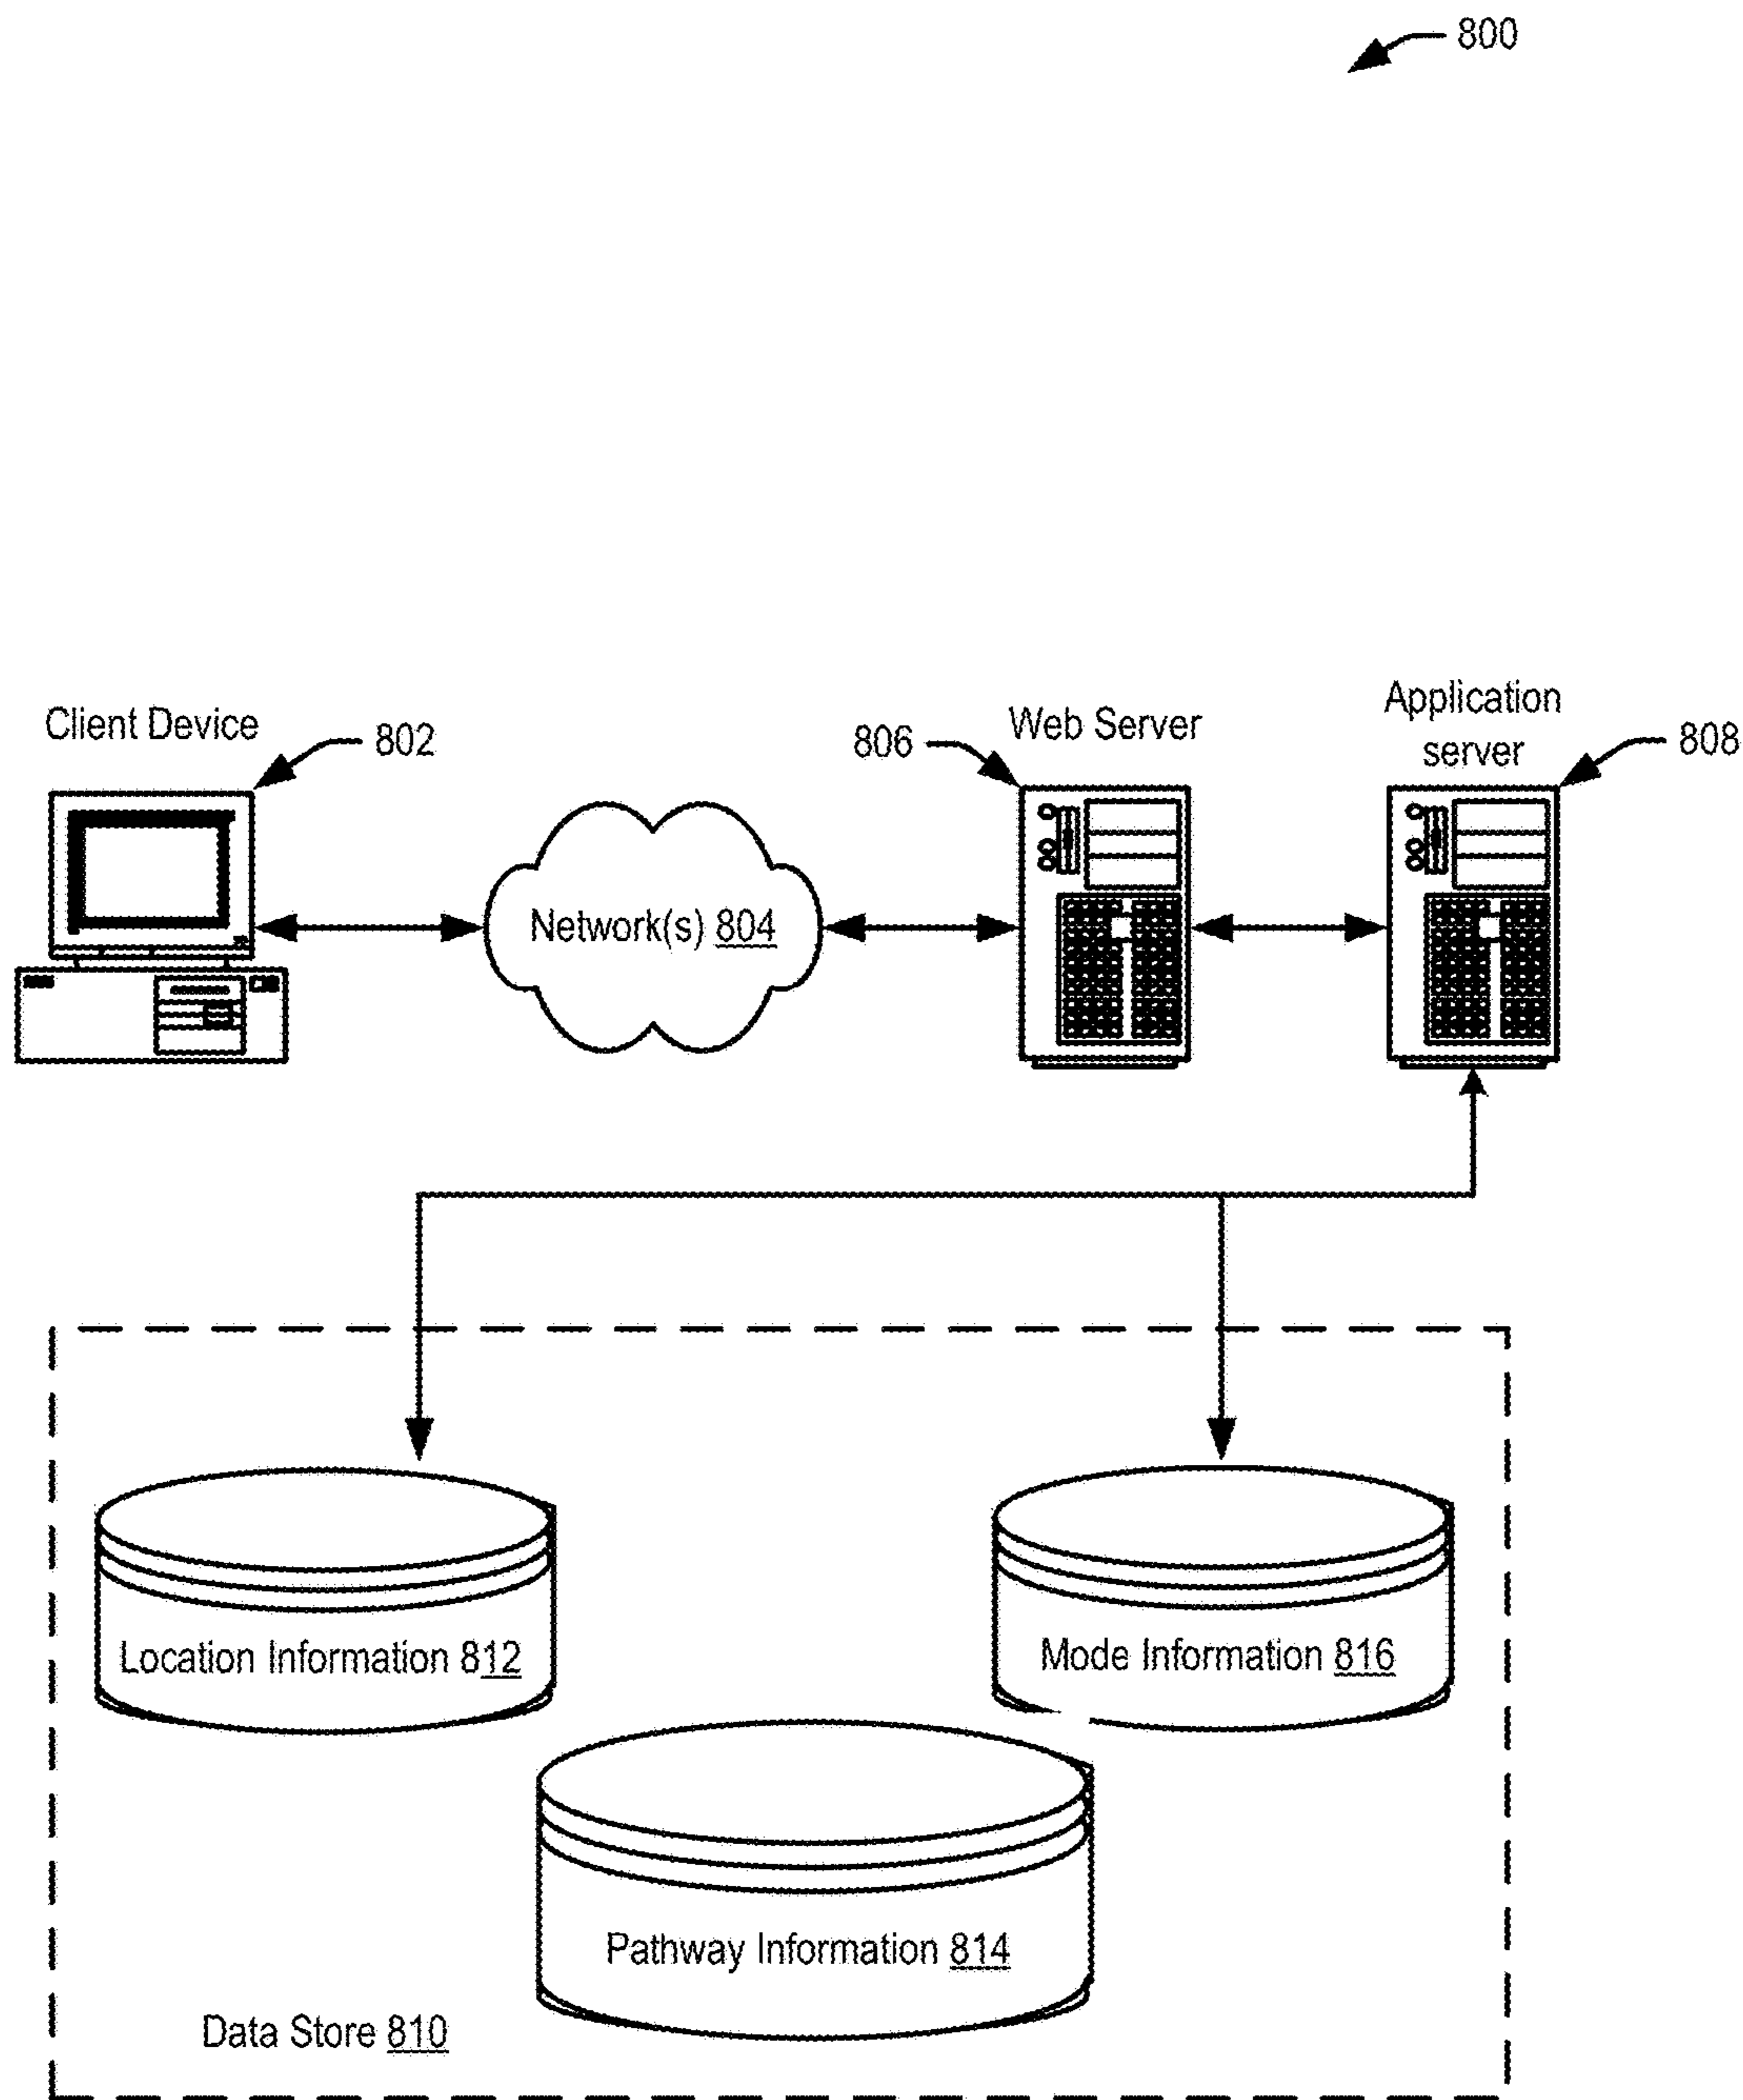 800
Client Device
802
806
Web Server
Application
server
808
Network(s) 804
Location Information 812
Mode Information 816
Pathway Information 814
Data Store 810